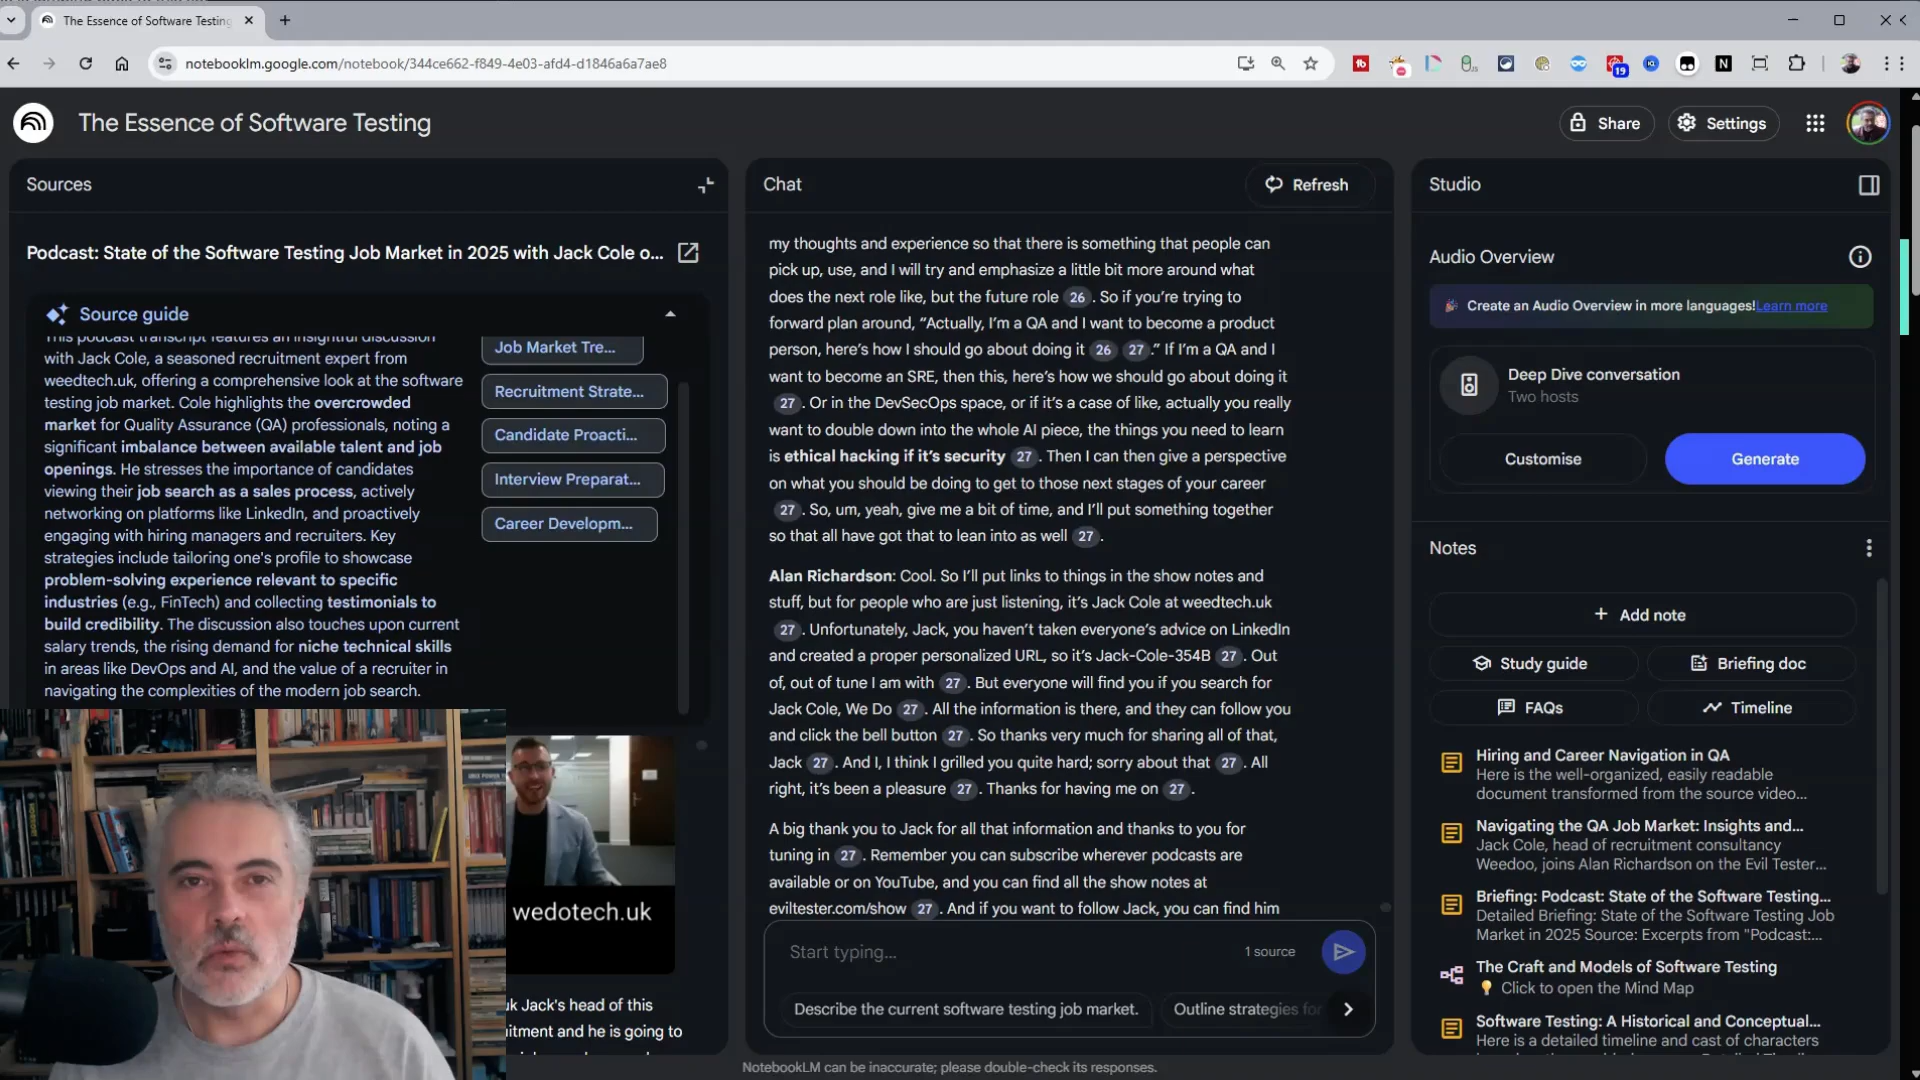 The Essence of Software Testing
notebooklm.google.com/notebook/344ce662-f849-4e03-afd4-d1846a6a7ae8
19
The Essence of Software Testing
Share
Settings
Sources
Podcast: State of the Software Testing Job Market in 2025 with Jack Cole o...
Source guide
This podcast transcript features an insightful discussion
with Jack Cole, a seasoned recruitment expert from
weedtech.uk, offering a comprehensive look at the software
testing job market. Cole highlights the overcrowded
market for Quality Assurance (QA) professionals, noting a
significant imbalance between available talent and job
openings. He stresses the importance of candidates
viewing their job search as a sales process, actively
networking on platforms like LinkedIn, and proactively
engaging with hiring managers and recruiters. Key
strategies include tailoring one's profile to showcase
problem-solving experience relevant to specific
industries (e.g., FinTech) and collecting testimonials to
build credibility. The discussion also touches upon current
salary trends, the rising demand for niche technical skills
in areas like DevOps and AI, and the value of a recruiter in
navigating the complexities of the modern job search.
Job Market Tre...
Recruitment Strate...
Candidate Proacti...
Interview Preparat...
Career Developm...
wedotech.uk
uk Jack's head of this
uitment and he is going to
Chat
Refresh
my thoughts and experience so that there is something that people can
pick up, use, and I will try and emphasize a little bit more around what
does the next role like, but the future role 26 . So if you're trying to
forward plan around, “Actually, I'm a QA and I want to become a product
person, here's how I should go about doing it 26 27 .” If I'm a QA and I
want to become an SRE, then this, here's how we should go about doing it
27 . Or in the DevSecOps space, or if it's a case of like, actually you really
want to double down into the whole AI piece, the things you need to learn
is ethical hacking if it's security 27 . Then I can then give a perspective
on what you should be doing to get to those next stages of your career
27 . So, um, yeah, give me a bit of time, and I'll put something together
so that all have got that to lean into as well 27 .
Alan Richardson: Cool. So I'll put links to things in the show notes and
stuff, but for people who are just listening, it's Jack Cole at weedtech.uk
27 . Unfortunately, Jack, you haven't taken everyone's advice on LinkedIn
and created a proper personalized URL, so it's Jack-Cole-354B 27 . Out
of, out of tune I am with 27 . But everyone will find you if you search for
Jack Cole, We Do 27 . All the information is there, and they can follow you
and click the bell button 27 . So thanks very much for sharing all of that,
Jack 27 . And I, I think I grilled you quite hard; sorry about that 27 . All
right, it's been a pleasure 27 . Thanks for having me on 27 .
A big thank you to Jack for all that information and thanks to you for
tuning in 27 . Remember you can subscribe wherever podcasts are
available or on YouTube, and you can find all the show notes at
eviltester.com/show 27 . And if you want to follow Jack, you can find him
Start typing...
1 source
Describe the current software testing job market.
Outline strategies for
NotebookLM can be inaccurate; please double-check its responses.
Studio
Audio Overview
Create an Audio Overview in more languages! Learn more
Deep Dive conversation
Two hosts
Customise
Generate
Notes
+ Add note
Study guide
Briefing doc
FAQs
Timeline
Hiring and Career Navigation in QA
Here is the well-organized, easily readable
document transformed from the source video...
Navigating the QA Job Market: Insights and...
Jack Cole, head of recruitment consultancy
Weedoo, joins Alan Richardson on the Evil Tester...
Briefing: Podcast: State of the Software Testing...
Detailed Briefing: State of the Software Testing Job
Market in 2025 Source: Excerpts from "Podcast:...
The Craft and Models of Software Testing
Click to open the Mind Map
Software Testing: A Historical and Conceptual...
Here is a detailed timeline and cast of characters